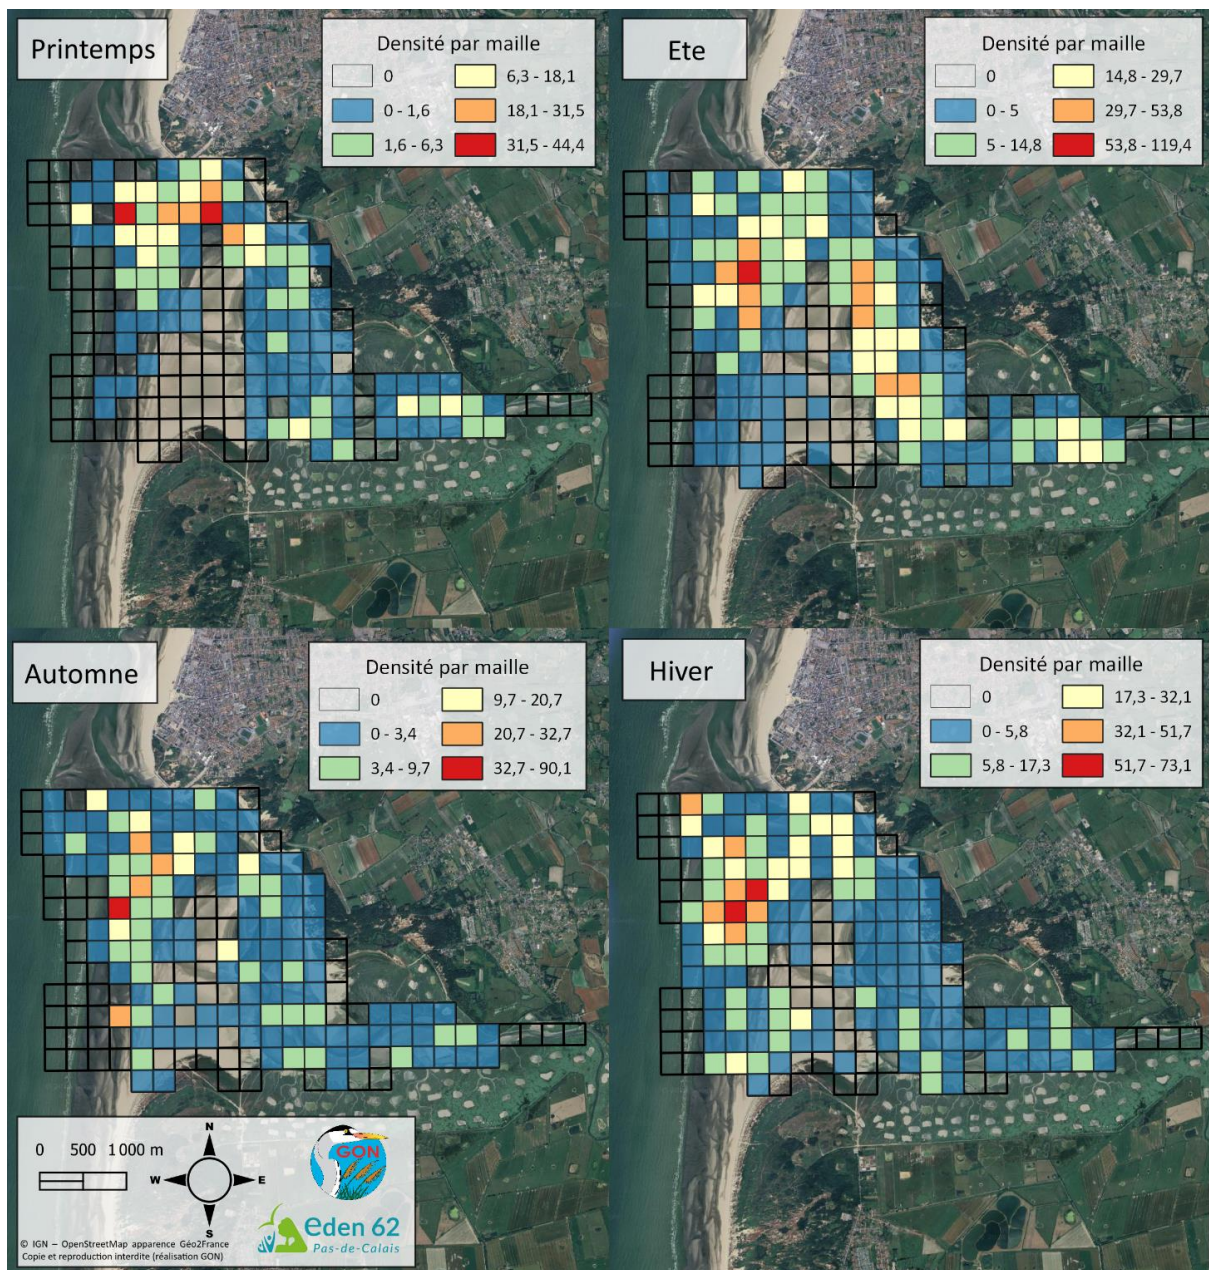 Printemps
Densité par maille
0
6,3 - 18,1
0 - 1,6
18,1 - 31,5
1,6 - 6,3
31,5 - 44,4
Ete
Densité par maille
0
14,8 - 29,7
0 - 5
29,7 - 53,8
5 - 14,8
53,8 - 119,4
Automne
Densité par maille
0
9,7 - 20,7
0 - 3,4
20,7 - 32,7
3,4 - 9,7
32,7 - 90,1
Hiver
Densité par maille
0
17,3 - 32,1
0 - 5,8
32,1 - 51,7
5,8 - 17,3
51,7 - 73,1
0 500 1 000 m
N
W E
S
GON
eden 62
Pas-de-Calais
© IGN – OpenStreetMap apparence Géo2France
Copie et reproduction interdite (réalisation GON)